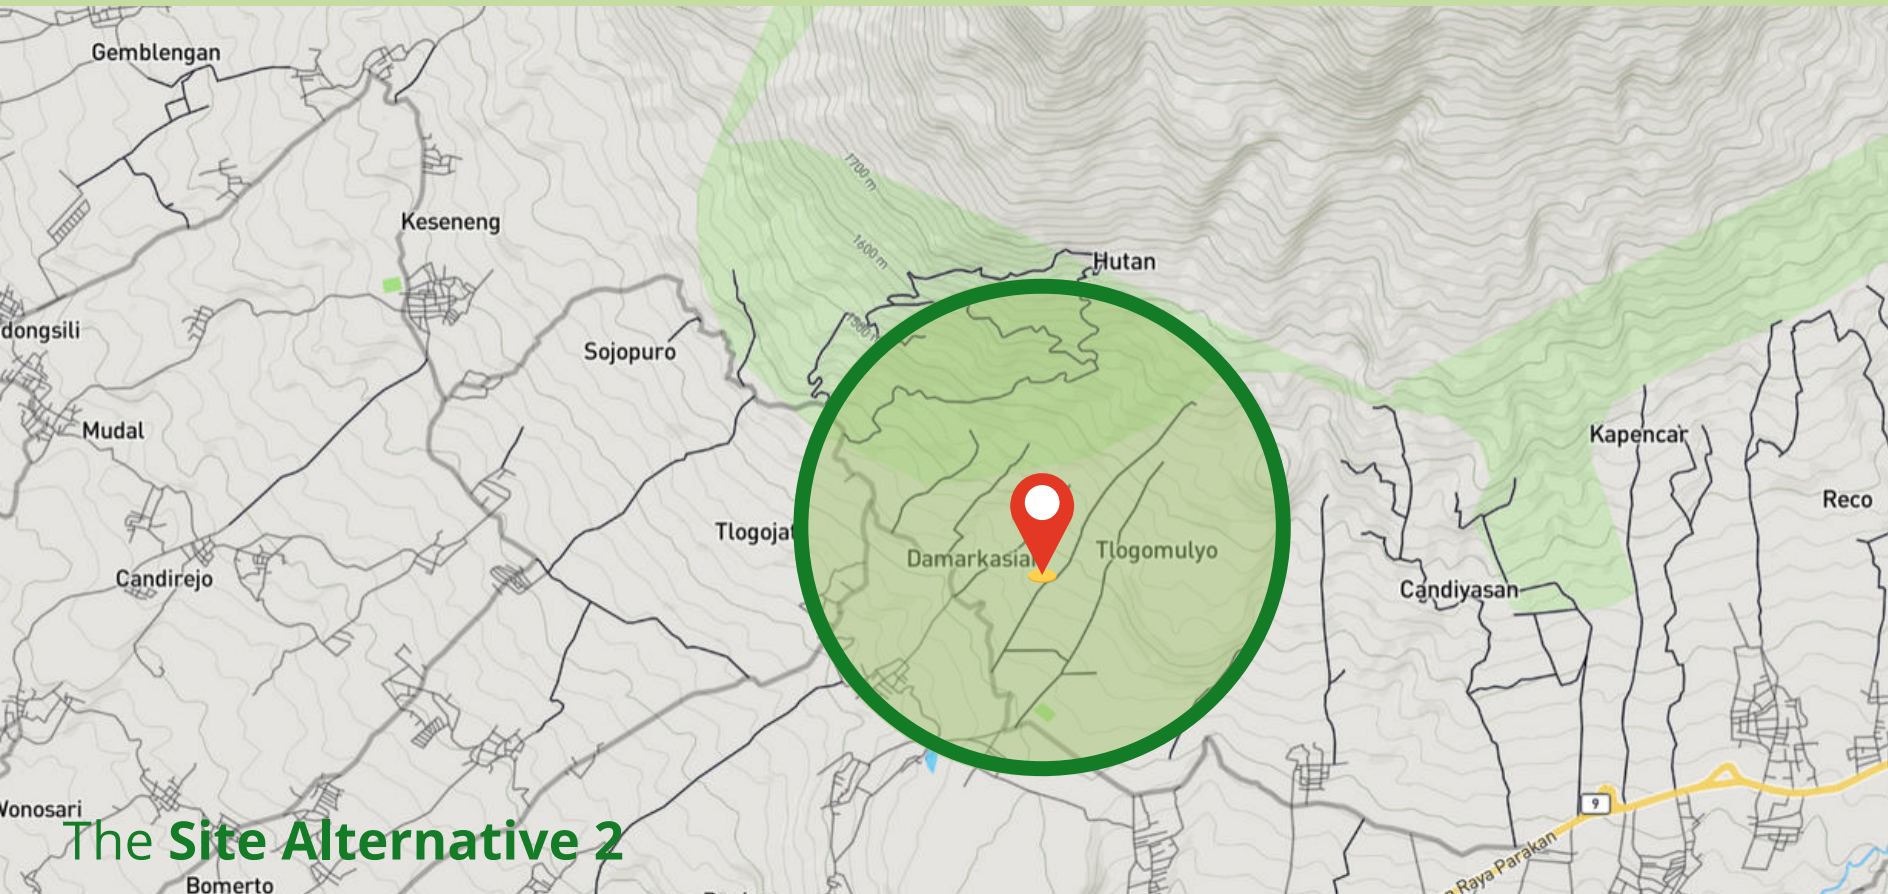 Gemblengan
1700 m
Keseneng
1600 m
Hutan
dongsili
1500 m
Sojopuro
Mudal
Kapencar
Reco
Tlogojat
Damarkasian
Tlogomulyo
Candirejo
Candiyasan
9
Wonosari
The Site Alternative 2
Raya Parakan
Bomerto